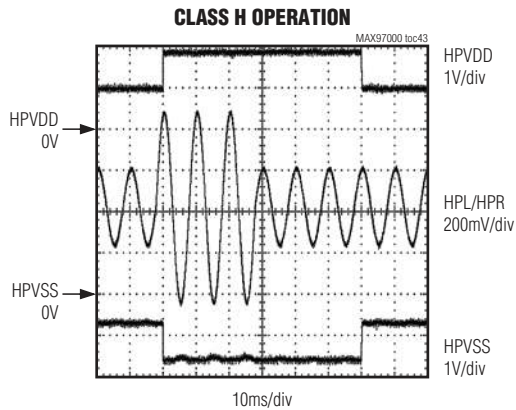 CLASS H OPERATION
MAX97000 toc43
HPVDD
1V/div
HPVDD
0V
HPL/HPR
200mV/div
HPVSS
0V
HPVSS
1V/div
10ms/div